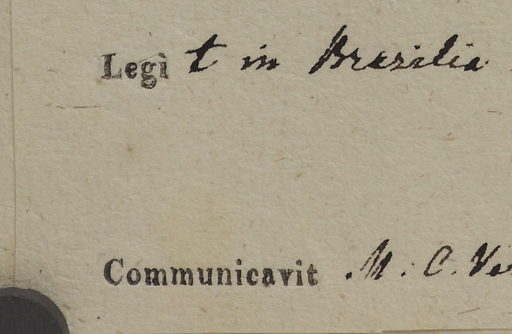 Legit in Brasilia
Communicavit M. C.